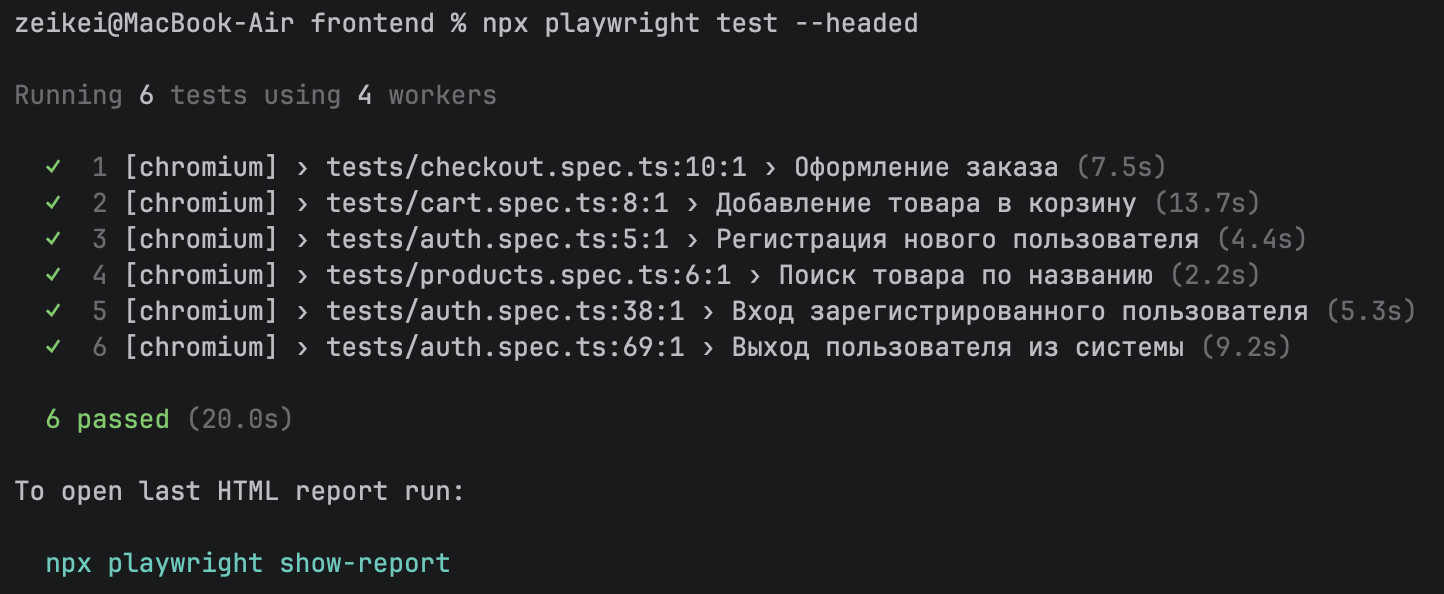 zeikei@MacBook-Air frontend % npx playwright test --headed
Running 6 tests using 4 workers
✓ 1 [chromium] › tests/checkout.spec.ts:10:1 › Оформление заказа (7.5s)
✓ 2 [chromium] › tests/cart.spec.ts:8:1 › Добавление товара в корзину (13.7s)
✓ 3 [chromium] › tests/auth.spec.ts:5:1 › Регистрация нового пользователя (4.4s)
✓ 4 [chromium] › tests/products.spec.ts:6:1 › Поиск товара по названию (2.2s)
✓ 5 [chromium] › tests/auth.spec.ts:38:1 › Вход зарегистрированного пользователя (5.3s)
✓ 6 [chromium] › tests/auth.spec.ts:69:1 › Выход пользователя из системы (9.2s)
6 passed (20.0s)
To open last HTML report run:
npx playwright show-report